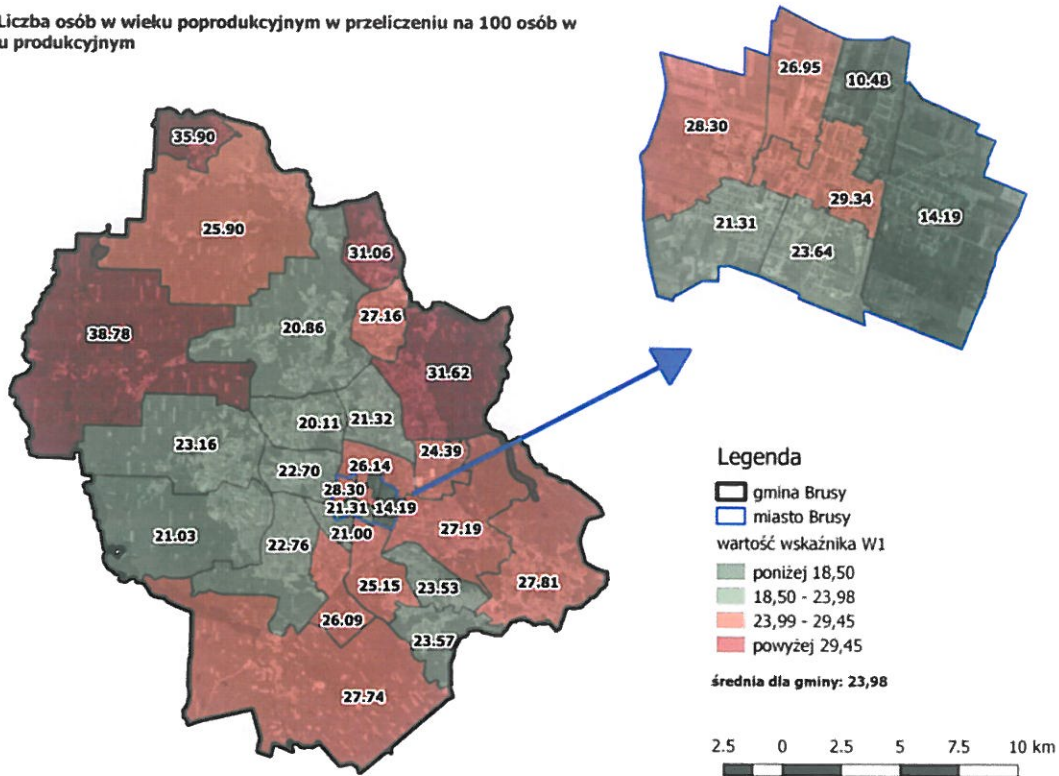 Liczba osób w wieku poprodukcyjnym w przeliczeniu na 100 osób w
u produkcyjnym
26.95
10.48
28.30
29.34
14.19
21.31
23.64
35.90
25.90
31.06
27.16
38.78
20.86
31.62
20.11
21.32
23.16
24.39
22.70
26.14
28.30
21.31
14.19
21.03
22.76
21.00
27.19
25.15
23.53
27.81
26.09
23.57
27.74
Legenda
gmina Brusy
miasto Brusy
wartość wskaźnika W1
poniżej 18,50
18,50 - 23,98
23,99 - 29,45
powyżej 29,45
średnia dla gminy: 23,98
2.5 0 2.5 5 7.5 10 km